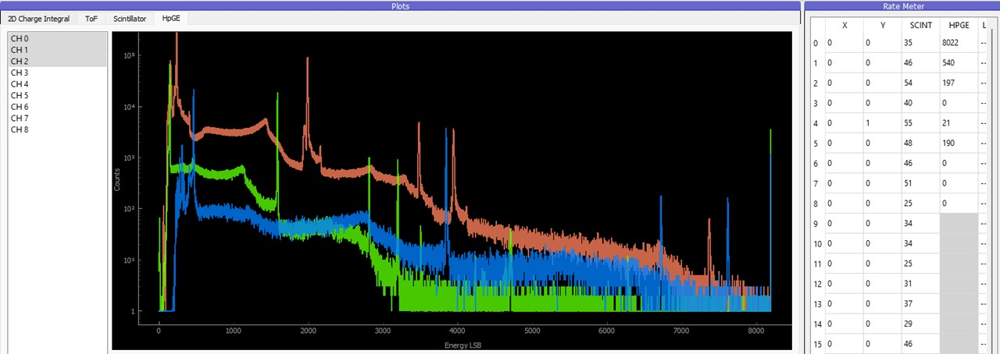 Plots
2D Charge Integral ToF Scintillator HpGE
CH 0
CH 1
CH 2
CH 3
CH 4
CH 5
CH 6
CH 7
CH 8
10⁵
10⁴
10³
10²
10¹
1
Counts
0 1000 2000 3000 4000 5000 6000 7000 8000
Energy LSB
Rate Meter
X Y SCINT HPGE L
0 0 0 35 8022 --
1 0 0 46 540 --
2 0 0 54 197 --
3 0 0 40 0 --
4 0 1 55 21 --
5 0 0 48 190 --
6 0 0 46 0 --
7 0 0 51 0 --
8 0 0 25 0 --
9 0 0 34 --
10 0 0 34 --
11 0 0 25 --
12 0 0 31 --
13 0 0 37 --
14 0 0 29 --
15 0 0 46 --